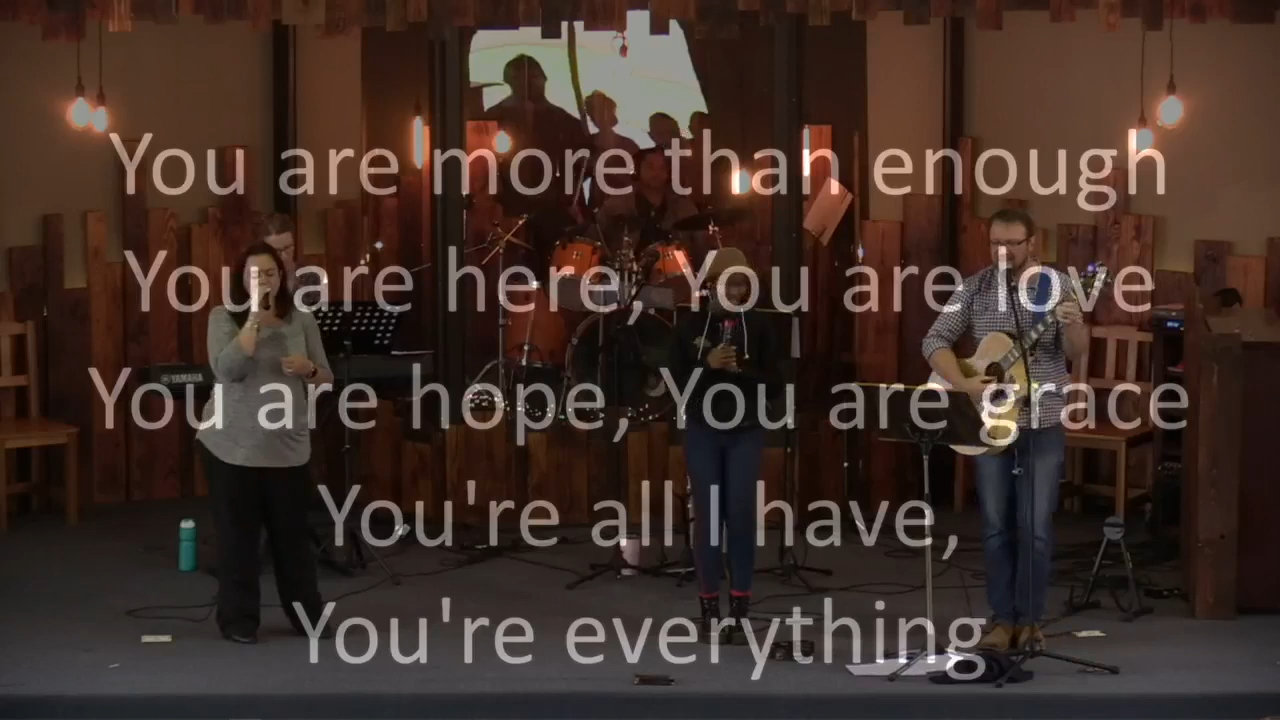 You are more than enough
You are here, You are love
You are hope, You are grace
You're all I have,
You're everything
YAMAHA